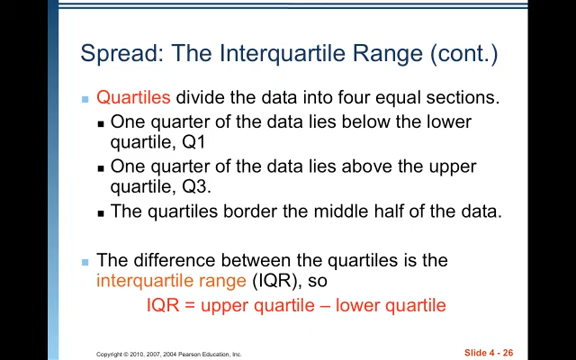 Spread: The Interquartile Range (cont.)
Quartiles divide the data into four equal sections.
One quarter of the data lies below the lower
quartile, Q1
One quarter of the data lies above the upper
quartile, Q3.
The quartiles border the middle half of the data.
The difference between the quartiles is the
interquartile range (IQR), so
IQR = upper quartile – lower quartile
Copyright © 2010, 2007, 2004 Pearson Education, Inc.
Slide 4 - 26